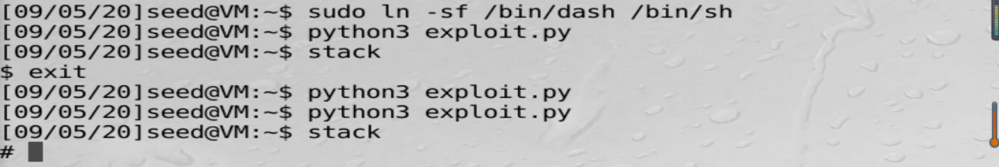 [09/05/20]seed@VM:~$ sudo ln -sf /bin/dash /bin/sh
[09/05/20]seed@VM:~$ python3 exploit.py
[09/05/20]seed@VM:~$ stack
$ exit
[09/05/20]seed@VM:~$ python3 exploit.py
[09/05/20]seed@VM:~$ python3 exploit.py
[09/05/20]seed@VM:~$ stack
#